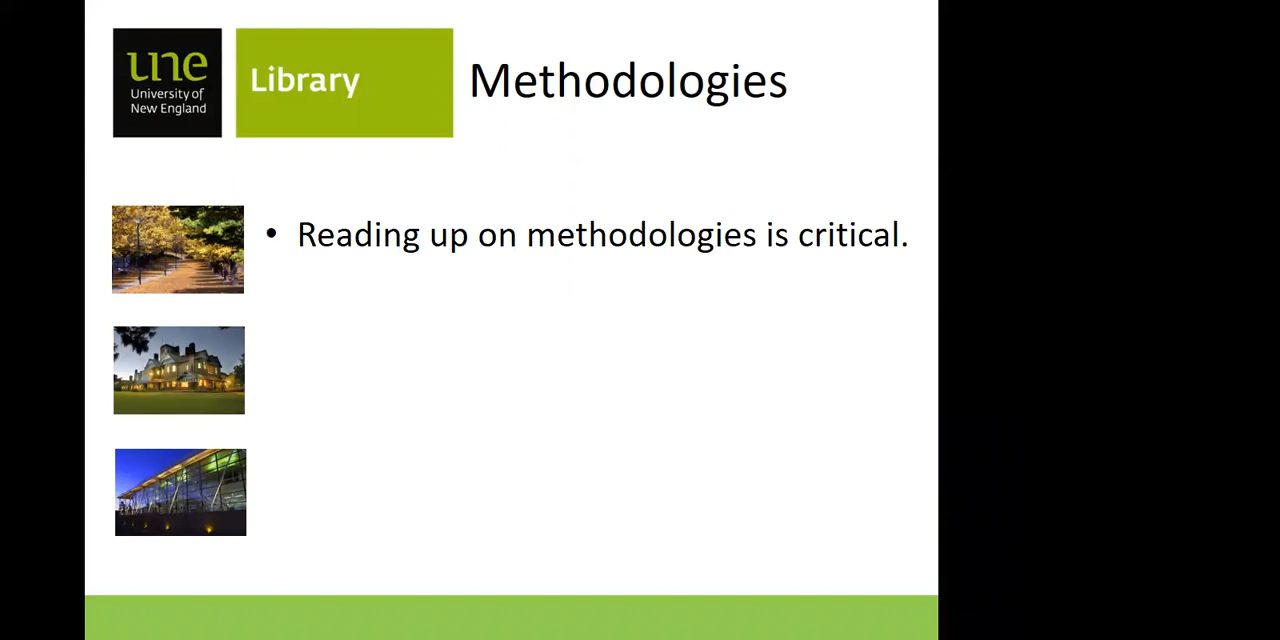 une
University of
New England
Library
Methodologies
• Reading up on methodologies is critical.